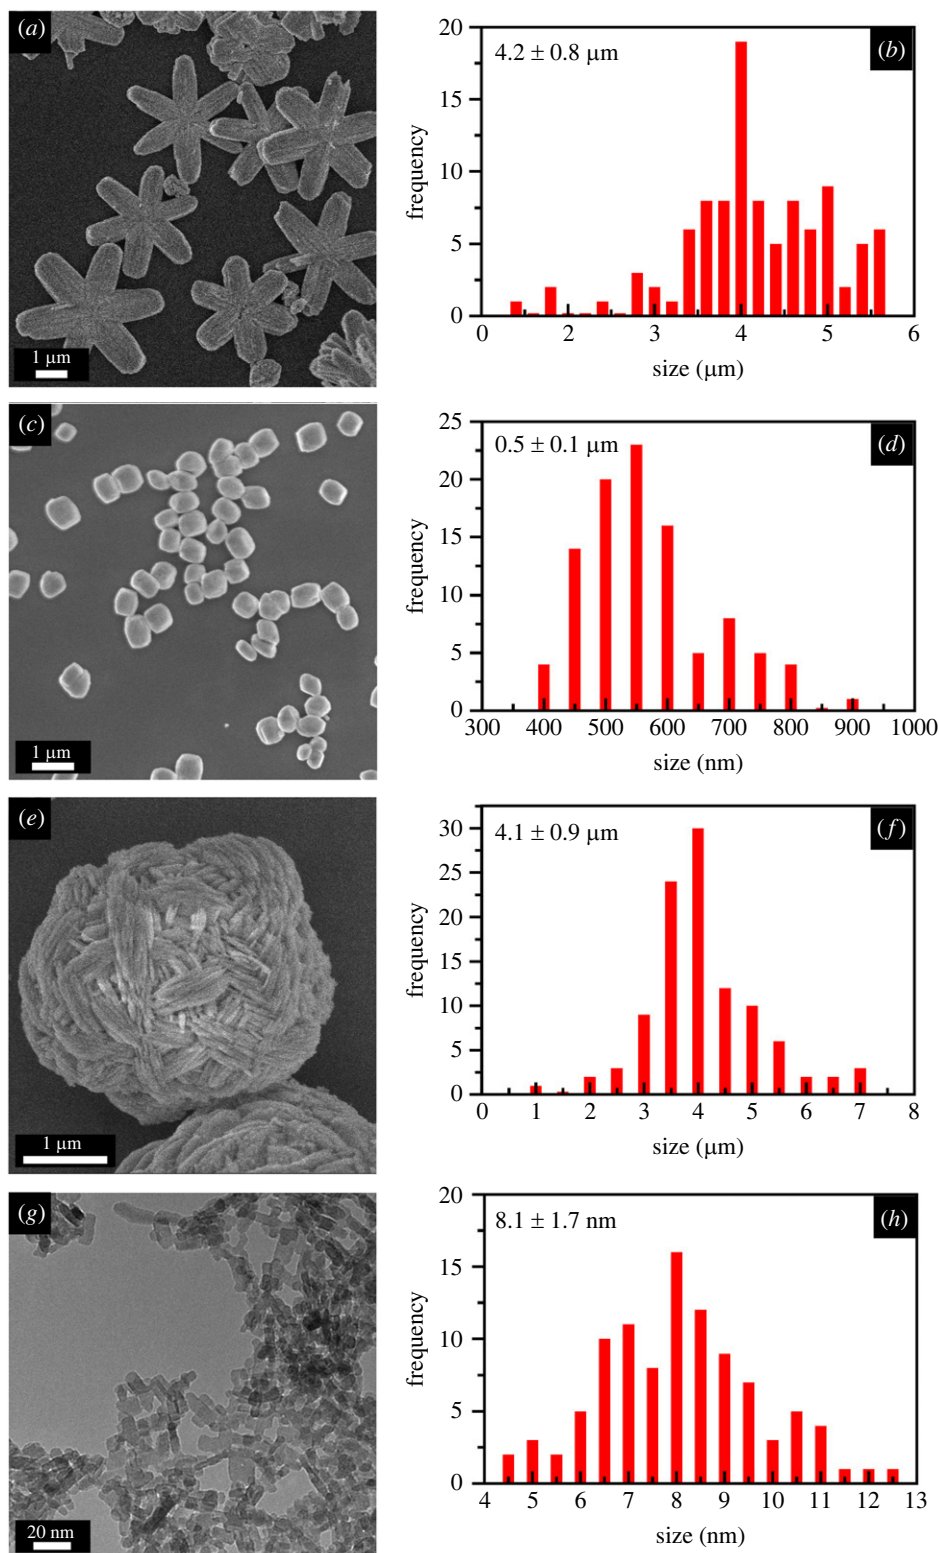 (a)
1 μm
(b)
4.2 ± 0.8 μm
20
15
10
5
0
frequency
0 2 3 4 5 6
size (μm)
(c)
1 μm
(d)
0.5 ± 0.1 μm
25
20
15
10
5
0
frequency
300 400 500 600 700 800 900 1000
size (nm)
(e)
1 μm
(f)
4.1 ± 0.9 μm
30
25
20
15
10
5
0
frequency
0 1 2 3 4 5 6 7 8
size (μm)
(g)
20 nm
(h)
8.1 ± 1.7 nm
20
15
10
5
0
frequency
4 5 6 7 8 9 10 11 12 13
size (nm)